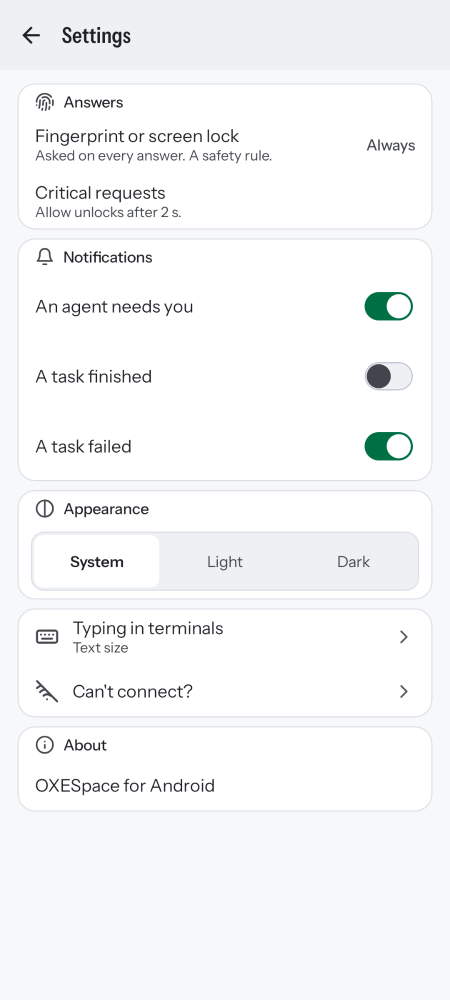 Settings
Answers
Fingerprint or screen lock
Asked on every answer. A safety rule.
Always
Critical requests
Allow unlocks after 2 s.
Notifications
An agent needs you
A task finished
A task failed
Appearance
System
Light
Dark
Typing in terminals
Text size
Can't connect?
About
OXESpace for Android